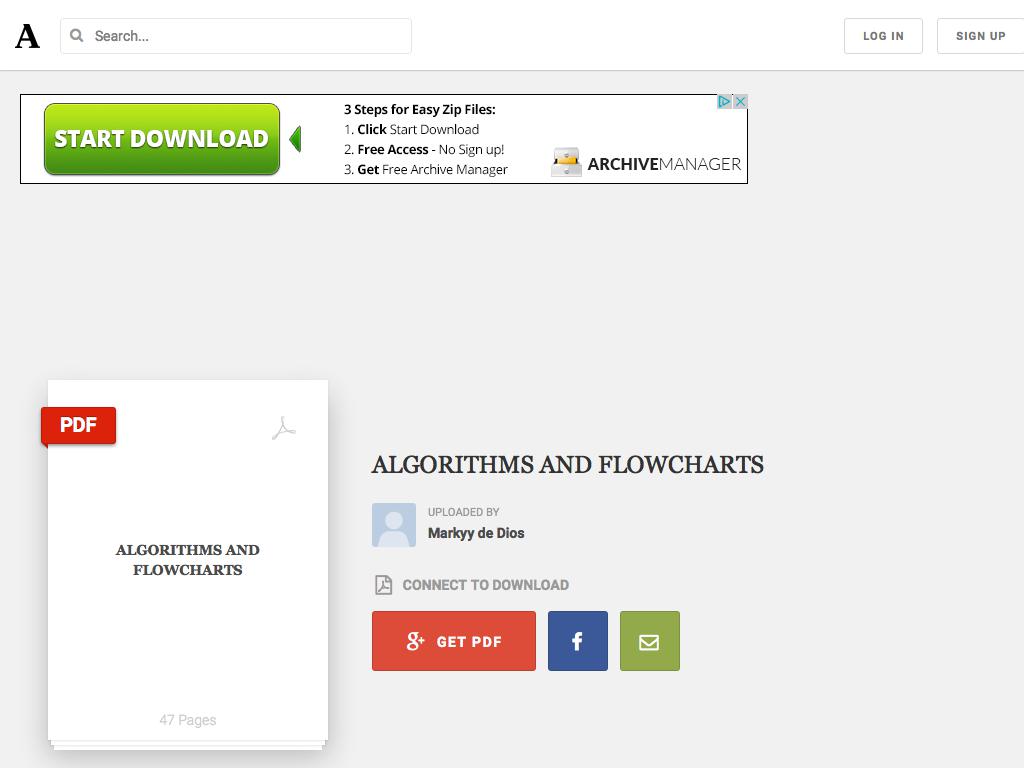 A
Search...
LOG IN
SIGN UP
START DOWNLOAD
3 Steps for Easy Zip Files:
1. Click Start Download
2. Free Access - No Sign up!
3. Get Free Archive Manager
ARCHIVEMANAGER
PDF
ALGORITHMS AND
FLOWCHARTS
47 Pages
ALGORITHMS AND FLOWCHARTS
UPLOADED BY
Markyy de Dios
CONNECT TO DOWNLOAD
g+ GET PDF
f